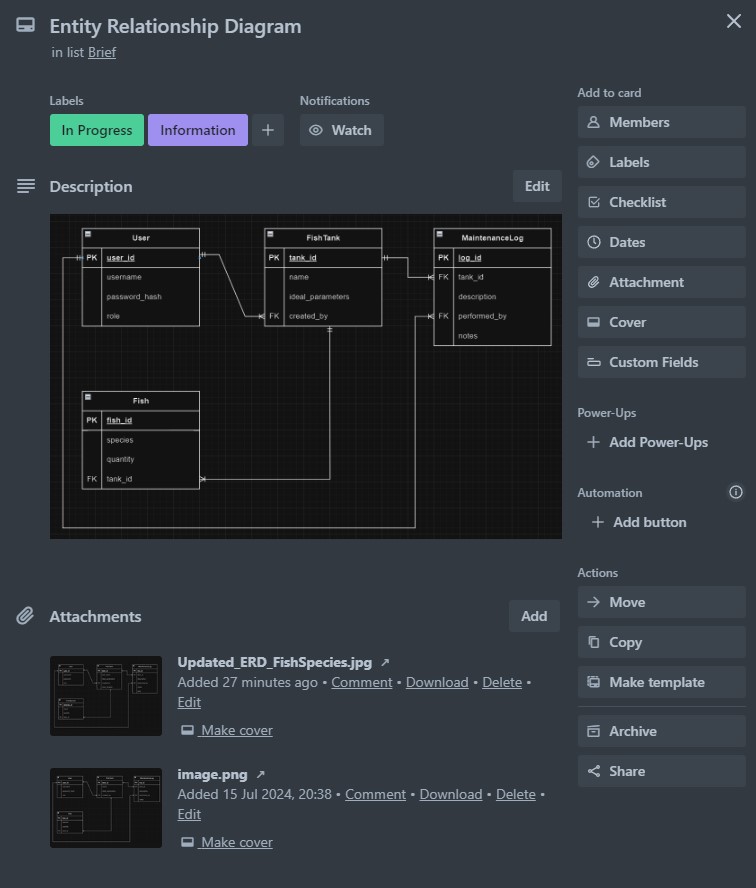 Entity Relationship Diagram
in list Brief
Labels
In Progress
Information
Notifications
Watch
Description
Edit
User
PK user_id
username
password_hash
role
FishTank
PK tank_id
name
ideal_parameters
FK created_by
MaintenanceLog
PK log_id
FK tank_id
description
FK performed_by
notes
Fish
PK fish_id
species
quantity
FK tank_id
Attachments
Add
Updated_ERD_FishSpecies.jpg ↗
Added 27 minutes ago • Comment • Download • Delete •
Edit
Make cover
image.png ↗
Added 15 Jul 2024, 20:38 • Comment • Download • Delete •
Edit
Make cover
Add to card
Members
Labels
Checklist
Dates
Attachment
Cover
Custom Fields
Power-Ups
+ Add Power-Ups
Automation
+ Add button
Actions
Move
Copy
Make template
Archive
Share